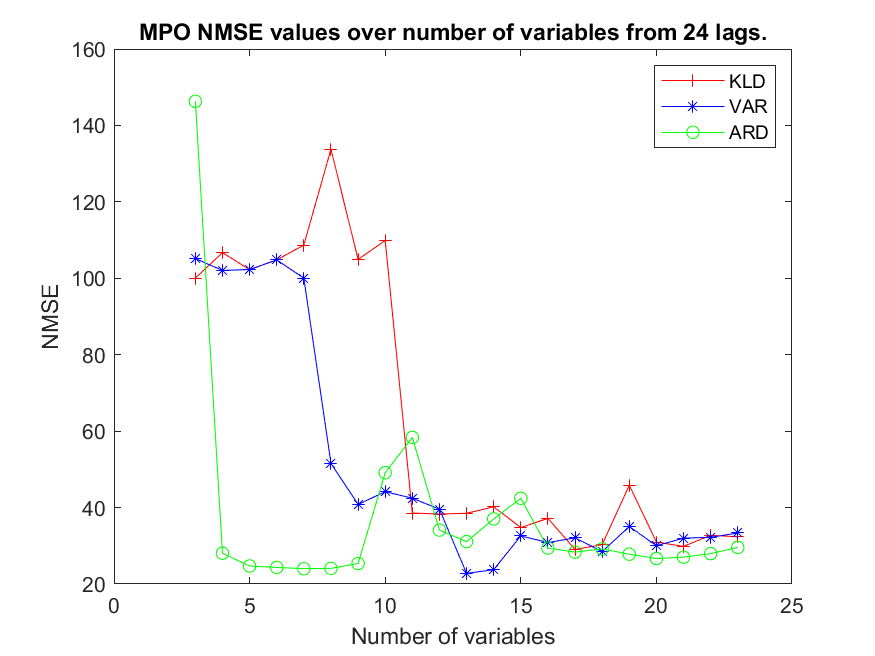 MPO NMSE values over number of variables from 24 lags.
160
140
120
100
80
60
40
20
NMSE
KLD
VAR
ARD
0 5 10 15 20 25
Number of variables